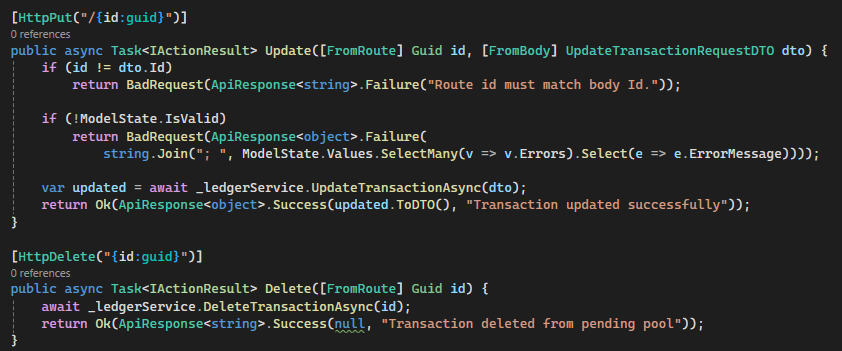 [HttpPut("/{id:guid}")]
0 references
public async Task<IActionResult> Update([FromRoute] Guid id, [FromBody] UpdateTransactionRequestDTO dto) {
    if (id != dto.Id)
        return BadRequest(ApiResponse<string>.Failure("Route id must match body Id."));

    if (!ModelState.IsValid)
        return BadRequest(ApiResponse<object>.Failure(
            string.Join("; ", ModelState.Values.SelectMany(v => v.Errors).Select(e => e.ErrorMessage))));

    var updated = await _ledgerService.UpdateTransactionAsync(dto);
    return Ok(ApiResponse<object>.Success(updated.ToDTO(), "Transaction updated successfully"));
}

[HttpDelete("{id:guid}")]
0 references
public async Task<IActionResult> Delete([FromRoute] Guid id) {
    await _ledgerService.DeleteTransactionAsync(id);
    return Ok(ApiResponse<string>.Success(null, "Transaction deleted from pending pool"));
}